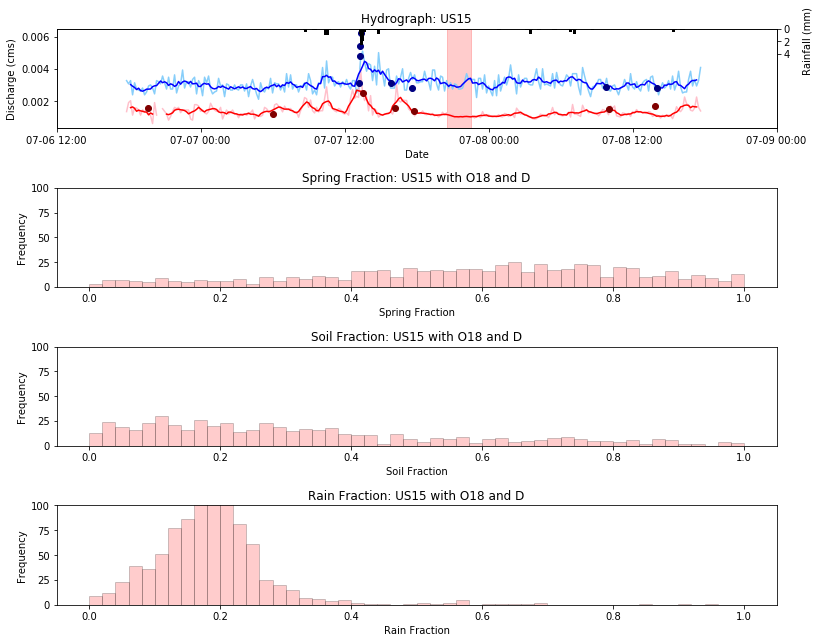 Hydrograph: US15
Discharge (cms)
0.006
0.004
0.002
0
2
4
Rainfall (mm)
07-06 12:00 07-07 00:00 07-07 12:00 07-08 00:00 07-08 12:00 07-09 00:00
Date
Spring Fraction: US15 with O18 and D
Frequency
100
75
50
25
0
0.0 0.2 0.4 0.6 0.8 1.0
Spring Fraction
Soil Fraction: US15 with O18 and D
Frequency
100
75
50
25
0
0.0 0.2 0.4 0.6 0.8 1.0
Soil Fraction
Rain Fraction: US15 with O18 and D
Frequency
100
75
50
25
0
0.0 0.2 0.4 0.6 0.8 1.0
Rain Fraction